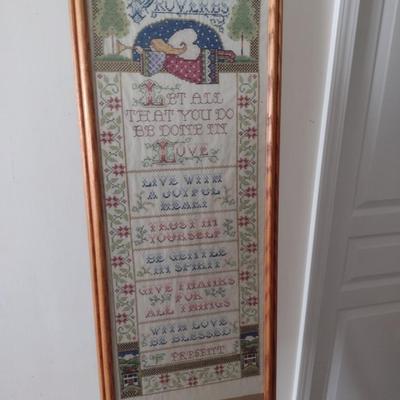 PROVERBS
LET ALL
THAT YOU DO
BE DONE IN
LOVE
LIVE WITH
A JOYFUL
HEART
TRUST IN
YOURSELF
BE GENTLE
IN SPIRIT
GIVE THANKS
FOR
ALL THINGS
WITH LOVE
BE BLESSED
PRESENT